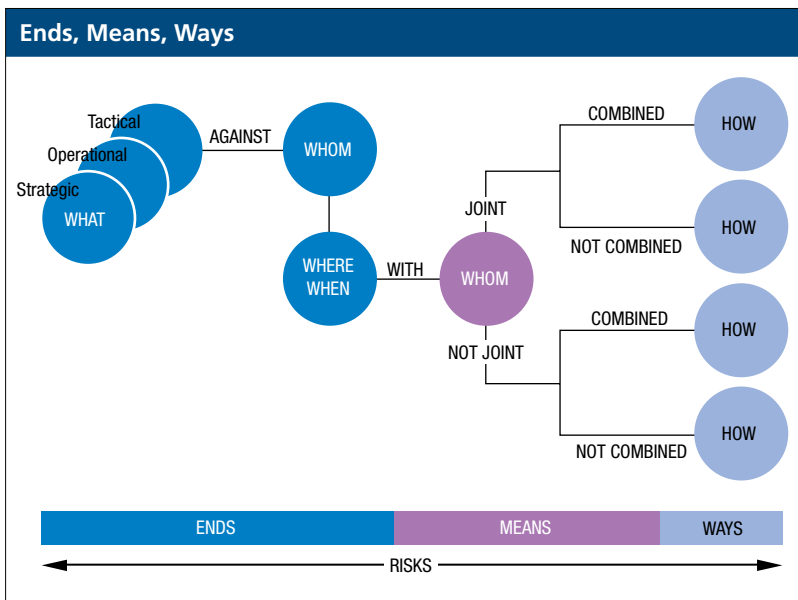 Ends, Means, Ways
Tactical
Operational
Strategic
WHAT
AGAINST
WHOM
WHERE
WHEN
WITH
WHOM
JOINT
NOT JOINT
COMBINED
HOW
NOT COMBINED
HOW
COMBINED
HOW
NOT COMBINED
HOW
ENDS
MEANS
WAYS
RISKS